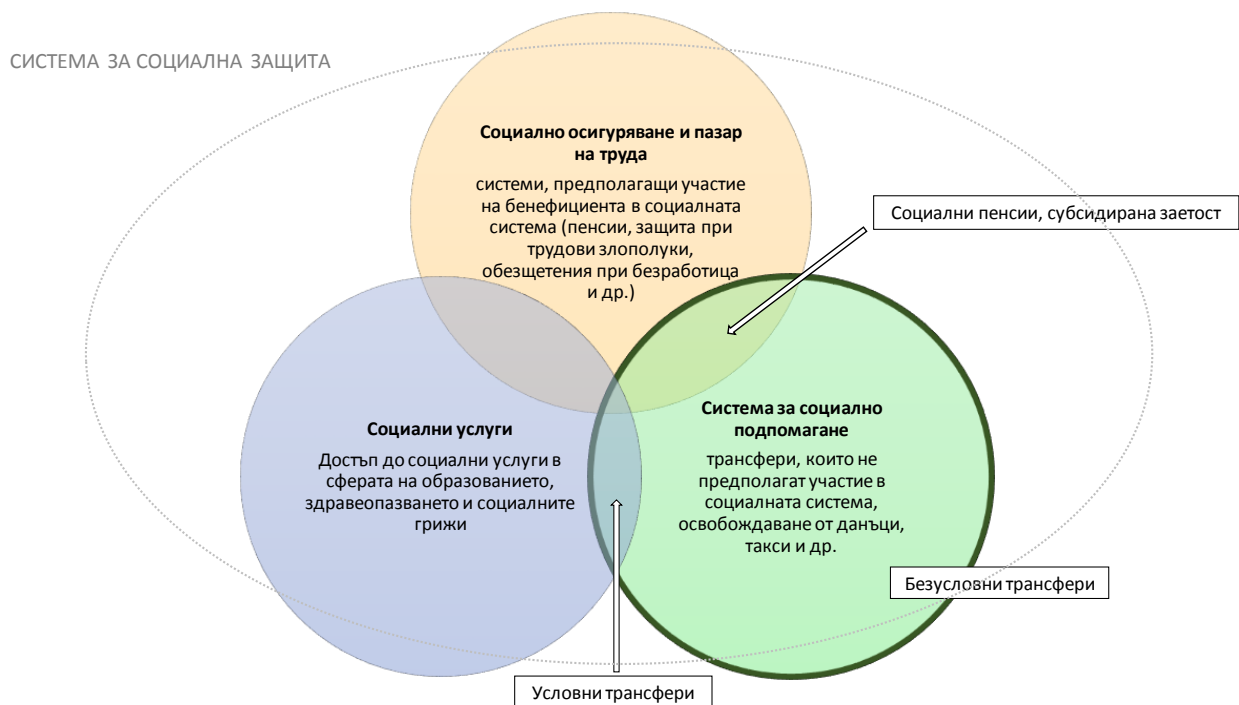 СИСТЕМА ЗА СОЦИАЛНА ЗАЩИТА
Социално осигуряване и пазар
на труда
системи, предполагащи участие
на бенефициента в социалната
система (пенсии, защита при
трудови злополуки,
обезщетения при безработица
и др.)
Социални пенсии, субсидирана заетост
Социални услуги
Достъп до социални услуги в
сферата на образованието,
здравеопазването и социалните
грижи
Система за социално
подпомагане
трансфери, които не
предполагат участие в
социалната система,
освобождаване от данъци,
такси и др.
Безусловни трансфери
Условни трансфери